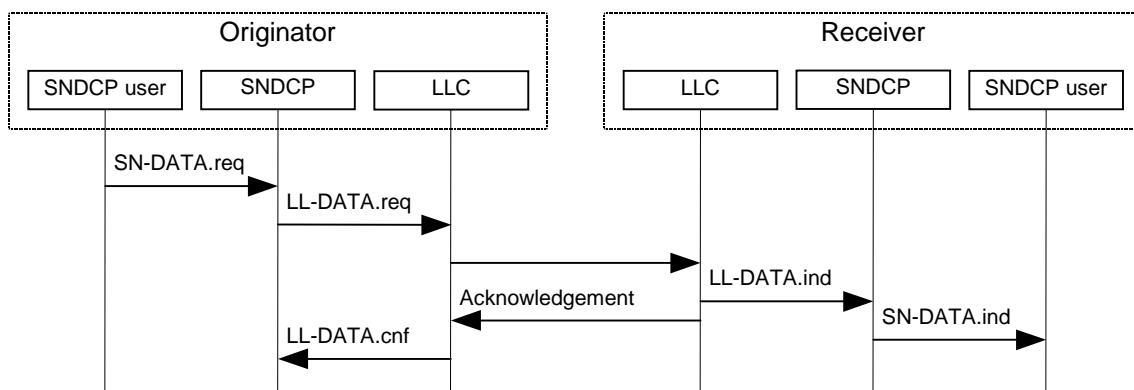 Originator
Receiver
SNDCP user
SNDCP
LLC
LLC
SNDCP
SNDCP user
SN-DATA.req
LL-DATA.req
LL-DATA.ind
Acknowledgement
SN-DATA.ind
LL-DATA.cnf